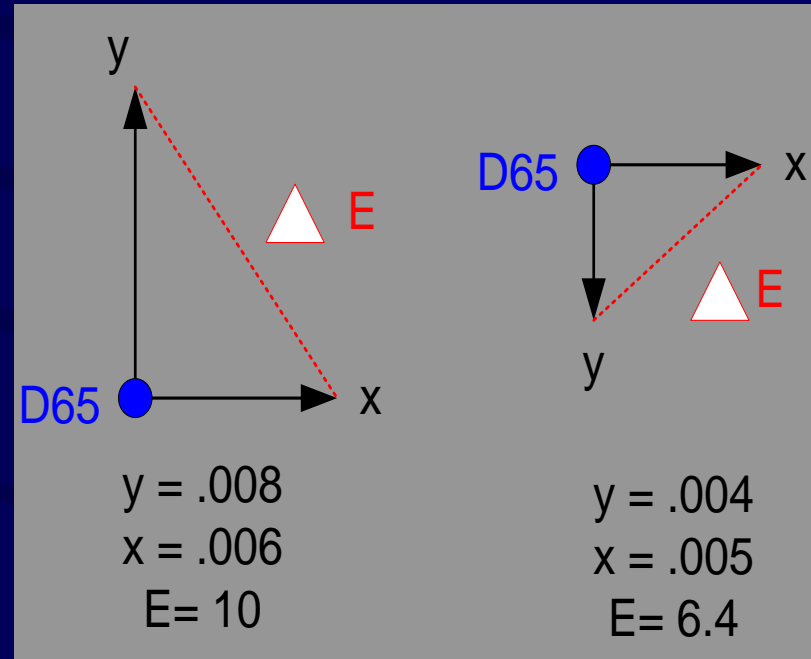 y
E
D65
x
y = .008
x = .006
E= 10
D65
x
E
y
y = .004
x = .005
E= 6.4